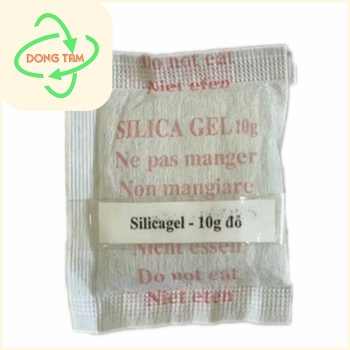 DONG TAM
Do not eat
Niet eten
SILICA GEL 10g
Ne pas manger
Non mangiare
Silicagel - 10g đỏ
Nicht essen
Do not eat
Niet eten